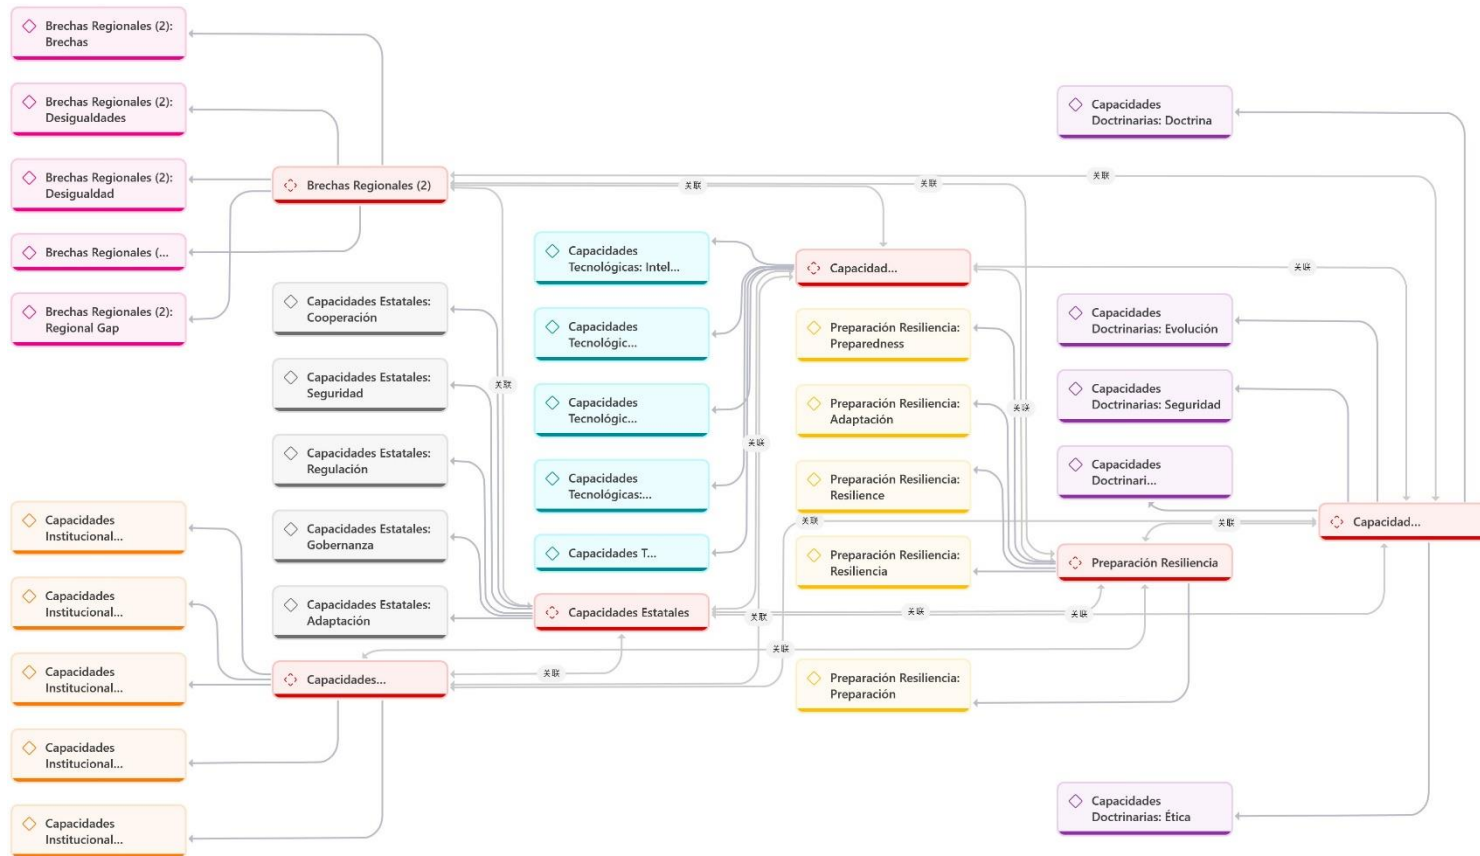 Brechas Regionales (2):
Brechas
Brechas Regionales (2):
Desigualdades
Brechas Regionales (2):
Desigualdad
Brechas Regionales (...
Brechas Regionales (2):
Regional Gap
Brechas Regionales (2)
Capacidades
Doctrinarias: Doctrina
关联
关联
关联
Capacidades
Tecnológicas: Intel...
Capacidades
Tecnológic...
Capacidades
Tecnológic...
Capacidades
Tecnológicas:...
Capacidades T...
Capacidad...
关联
Capacidades Estatales:
Cooperación
Capacidades Estatales:
Seguridad
Capacidades Estatales:
Regulación
Capacidades Estatales:
Gobernanza
Capacidades Estatales:
Adaptación
关联
关联
关联
Preparación Resiliencia:
Preparedness
Preparación Resiliencia:
Adaptación
Preparación Resiliencia:
Resilience
Preparación Resiliencia:
Resiliencia
Capacidades
Doctrinarias: Evolución
Capacidades
Doctrinarias: Seguridad
Capacidades
Doctrinari...
关联
关联
Capacidad...
Preparación Resiliencia
Capacidades Estatales
关联
关联
关联
关联
关联
Capacidades
Institucional...
Capacidades
Institucional...
Capacidades
Institucional...
Capacidades
Institucional...
Capacidades
Institucional...
Capacidades...
Preparación Resiliencia:
Preparación
Capacidades
Doctrinarias: Ética